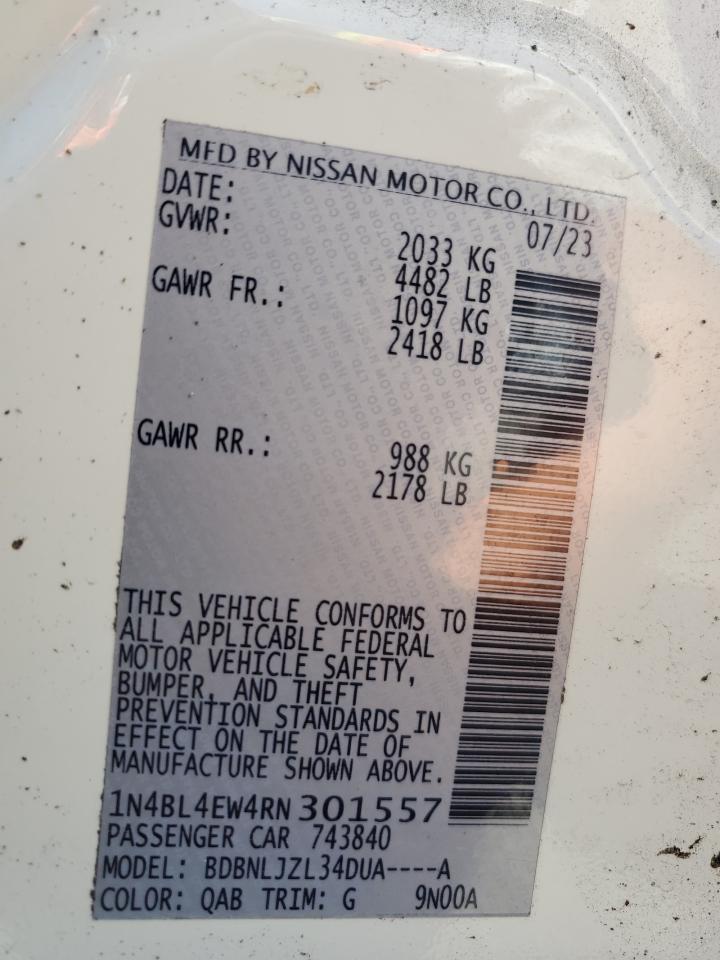 MFD BY NISSAN MOTOR CO., LTD.
DATE: 07/23
GVWR: 2033 KG
4482 LB
GAWR FR.: 1097 KG
2418 LB
GAWR RR.: 988 KG
2178 LB
THIS VEHICLE CONFORMS TO
ALL APPLICABLE FEDERAL
MOTOR VEHICLE SAFETY,
BUMPER, AND THEFT
PREVENTION STANDARDS IN
EFFECT ON THE DATE OF
MANUFACTURE SHOWN ABOVE.
1N4BL4EW4RN301557
PASSENGER CAR 743840
MODEL: BDBNLJZL34DUA----A
COLOR: QAB TRIM: G 9N00A